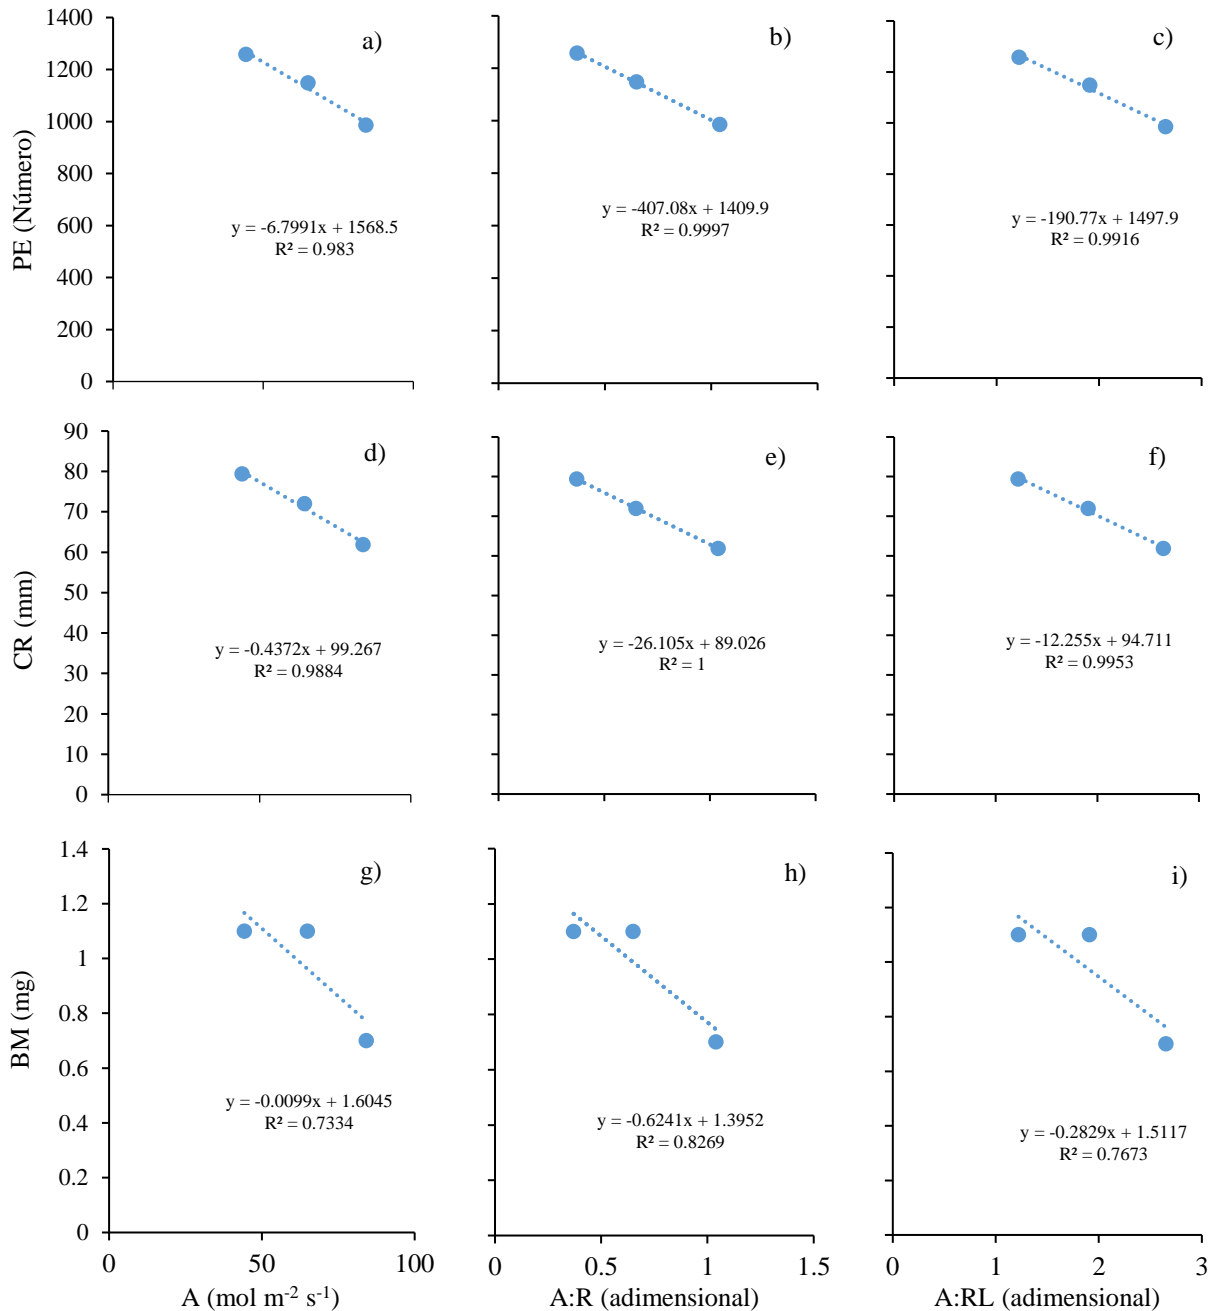 PE (Número)
1400
1200
1000
800
600
400
200
0
a)
y = -6.7991x + 1568.5
R² = 0.983
b)
y = -407.08x + 1409.9
R² = 0.9997
c)
y = -190.77x + 1497.9
R² = 0.9916
CR (mm)
90
80
70
60
50
40
30
20
10
0
d)
y = -0.4372x + 99.267
R² = 0.9884
e)
y = -26.105x + 89.026
R² = 1
f)
y = -12.255x + 94.711
R² = 0.9953
BM (mg)
1.4
1.2
1
0.8
0.6
0.4
0.2
0
g)
y = -0.0099x + 1.6045
R² = 0.7334
0 50 100
A (mol m⁻² s⁻¹)
h)
y = -0.6241x + 1.3952
R² = 0.8269
0 0.5 1 1.5
A:R (adimensional)
i)
y = -0.2829x + 1.5117
R² = 0.7673
0 1 2 3
A:RL (adimensional)